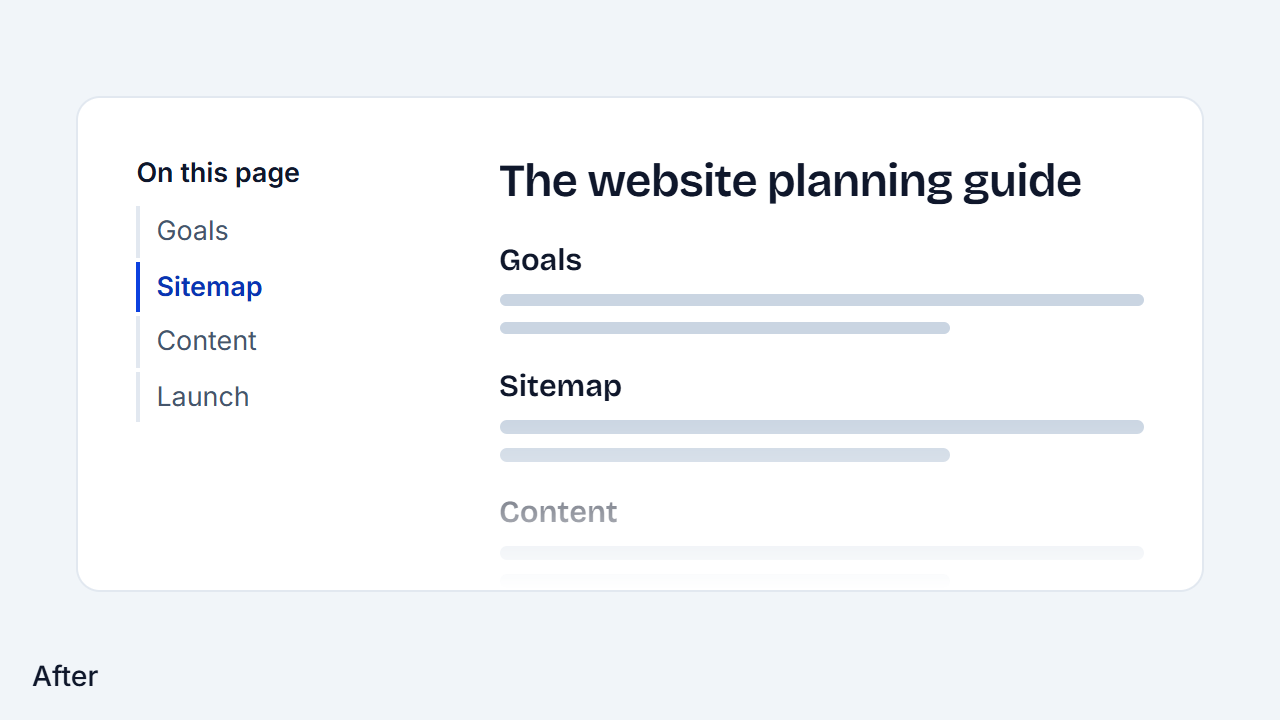 On this page
Goals
Sitemap
Content
Launch
The website planning guide
Goals
Sitemap
Content
After